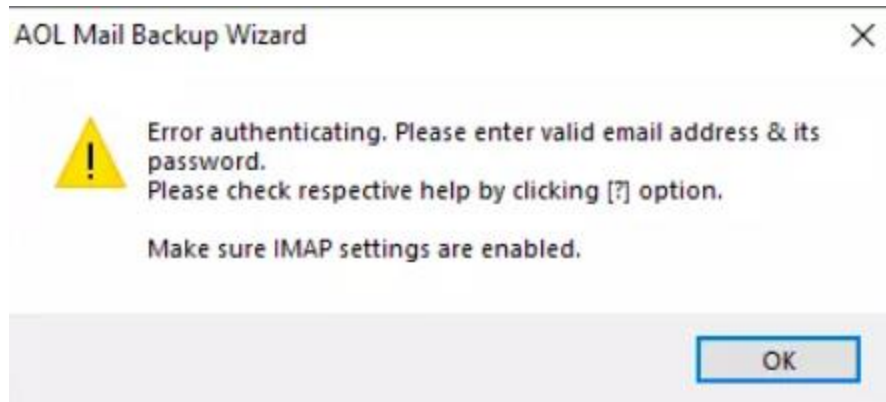 AOL Mail Backup Wizard
Error authenticating. Please enter valid email address & its
password.
Please check respective help by clicking [?] option.
Make sure IMAP settings are enabled.
OK